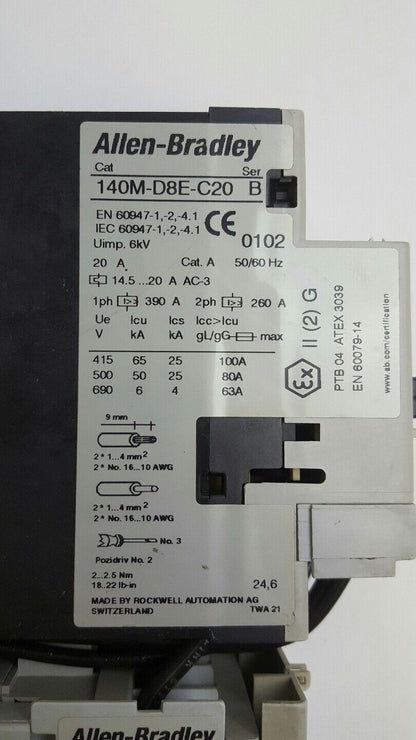 Allen-Bradley
Cat Ser
140M-D8E-C20 B
EN 60947-1,-2,-4.1
IEC 60947-1,-2,-4.1 CE
Uimp. 6kV 0102
20 A Cat. A 50/60 Hz
14.5 ...20 A AC-3
1ph 390 A 2ph 260 A
Ue Icu Ics Icc>Icu
V kA kA gL/gG max
415 65 25 100A
500 50 25 80A
690 6 4 63A
9 mm
2 * 1...4 mm²
2 * No. 16...10 AWG
2 * 1...4 mm²
2 * No. 16...10 AWG
No. 3
Pozidriv No. 2
2...2.5 Nm
18..22 lb-in 24,6
MADE BY ROCKWELL AUTOMATION AG
SWITZERLAND TWA 21
Ex II (2) G
PTB 04 ATEX 3039
EN 60079-14
www.ab.com/certification
Allen-Bradley